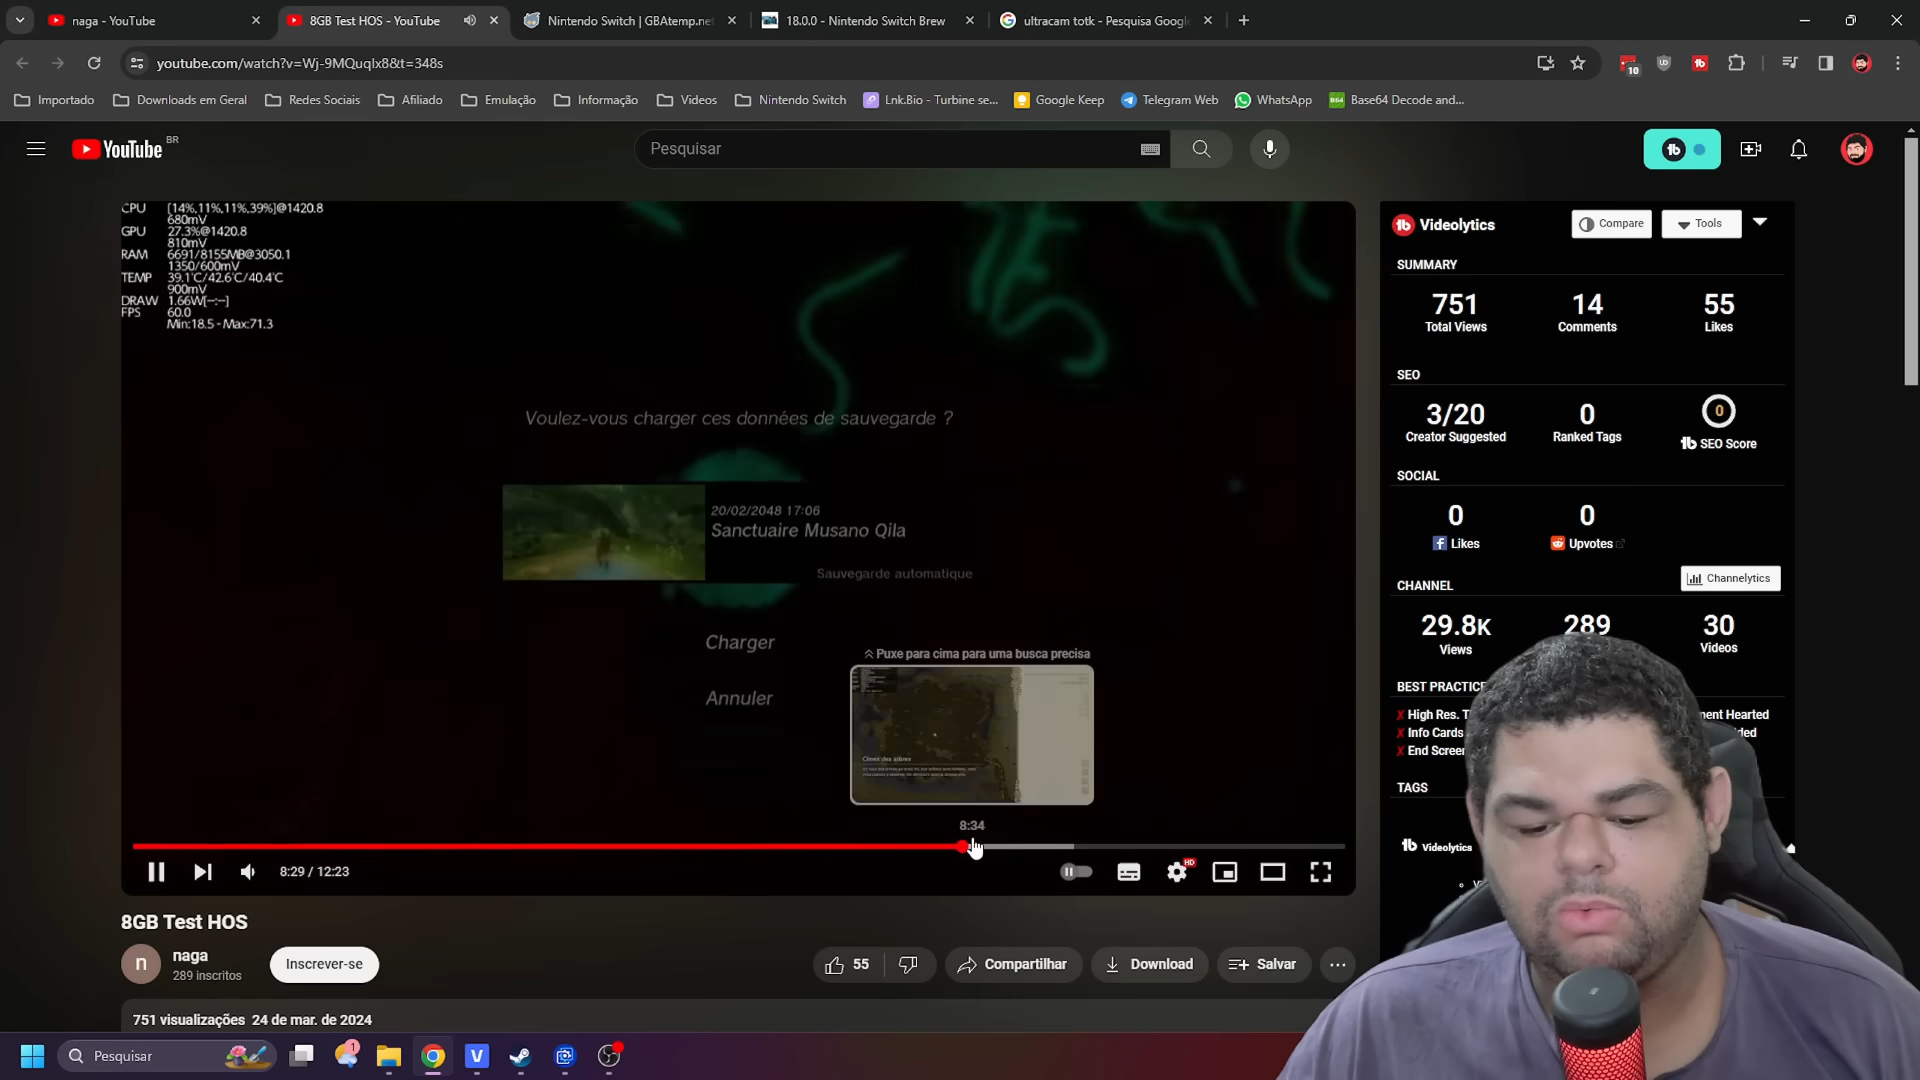 naga - YouTube
8GB Test HOS - YouTube
Nintendo Switch | GBAtemp.net
18.0.0 - Nintendo Switch Brew
ultracam totk - Pesquisa Google
youtube.com/watch?v=Wj-9MQuqlx8&t=348s
10
Importado
Downloads em Geral
Redes Sociais
Afiliado
Emulação
Informação
Videos
Nintendo Switch
Lnk.Bio - Turbine se...
Google Keep
Telegram Web
WhatsApp
Base64 Decode and...
YouTube BR
Pesquisar
CPU [14%,11%,11%,39%]@1420.8
680mV
GPU 27.3%@1420.8
810mV
RAM 6691/8155MB@3050.1
1350/600mV
TEMP 39.1°C/42.6°C/40.4°C
900mV
DRAW 1.66W[--:--]
FPS 60.0
Min:18.5 - Max:71.3
Voulez-vous charger ces données de sauvegarde ?
20/02/2048 17:06
Sanctuaire Musano Qila
Sauvegarde automatique
Charger
Annuler
Puxe para cima para uma busca precisa
8:34
8:29 / 12:23
HD
8GB Test HOS
n
naga
289 inscritos
Inscrever-se
55
Compartilhar
Download
Salvar
751 visualizações 24 de mar. de 2024
Videolytics
Compare
Tools
SUMMARY
751
Total Views
14
Comments
55
Likes
SEO
3/20
Creator Suggested
0
Ranked Tags
0
SEO Score
SOCIAL
0
Likes
0
Upvotes
CHANNEL
Channelytics
29.8K
Views
289
30
Videos
BEST PRACTICE
High Res. T
ment Hearted
Info Cards
End Screen
TAGS
Videolytics
Pesquisar
1